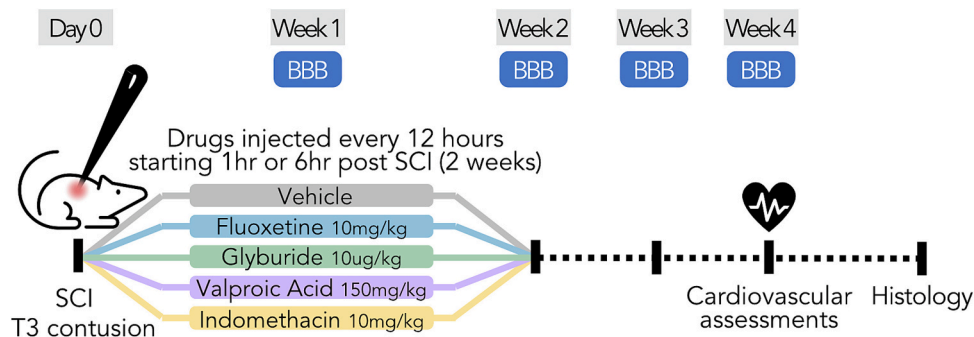 Day 0
Week 1
Week 2
Week 3
Week 4
BBB
BBB
BBB
BBB
Drugs injected every 12 hours
starting 1hr or 6hr post SCI (2 weeks)
Vehicle
Fluoxetine 10mg/kg
Glyburide 10ug/kg
Valproic Acid 150mg/kg
Indomethacin 10mg/kg
SCI
T3 contusion
Cardiovascular
assessments
Histology